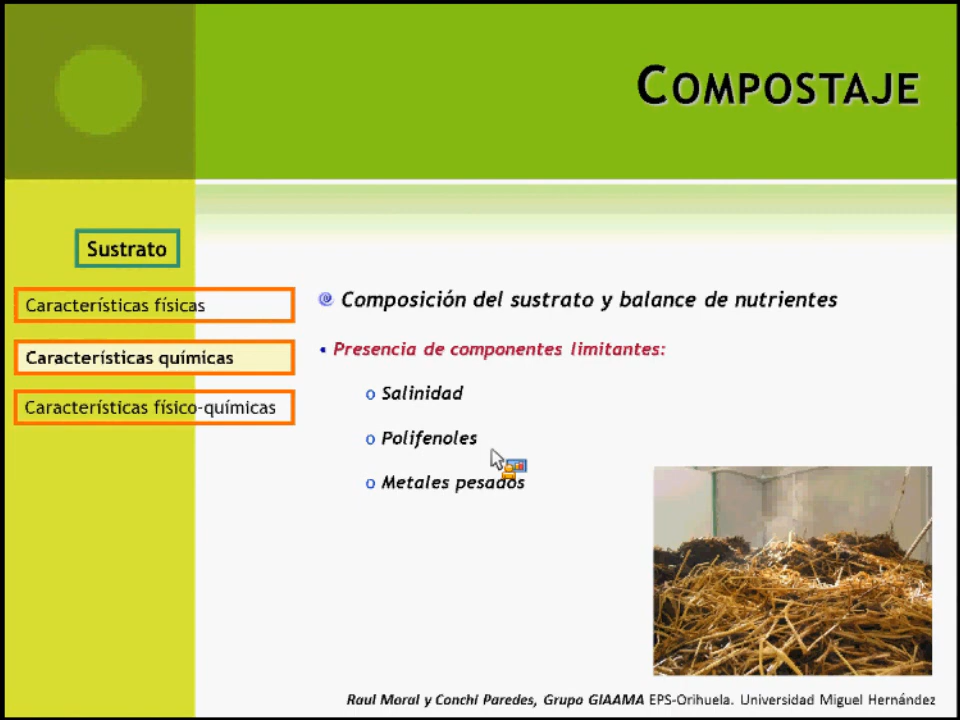 COMPOSTAJE
Sustrato
Características físicas
Características químicas
Características físico-químicas
Composición del sustrato y balance de nutrientes
• Presencia de componentes limitantes:
o Salinidad
o Polifenoles
o Metales pesados
Raul Moral y Conchi Paredes, Grupo GIAAMA EPS-Orihuela. Universidad Miguel Hernández